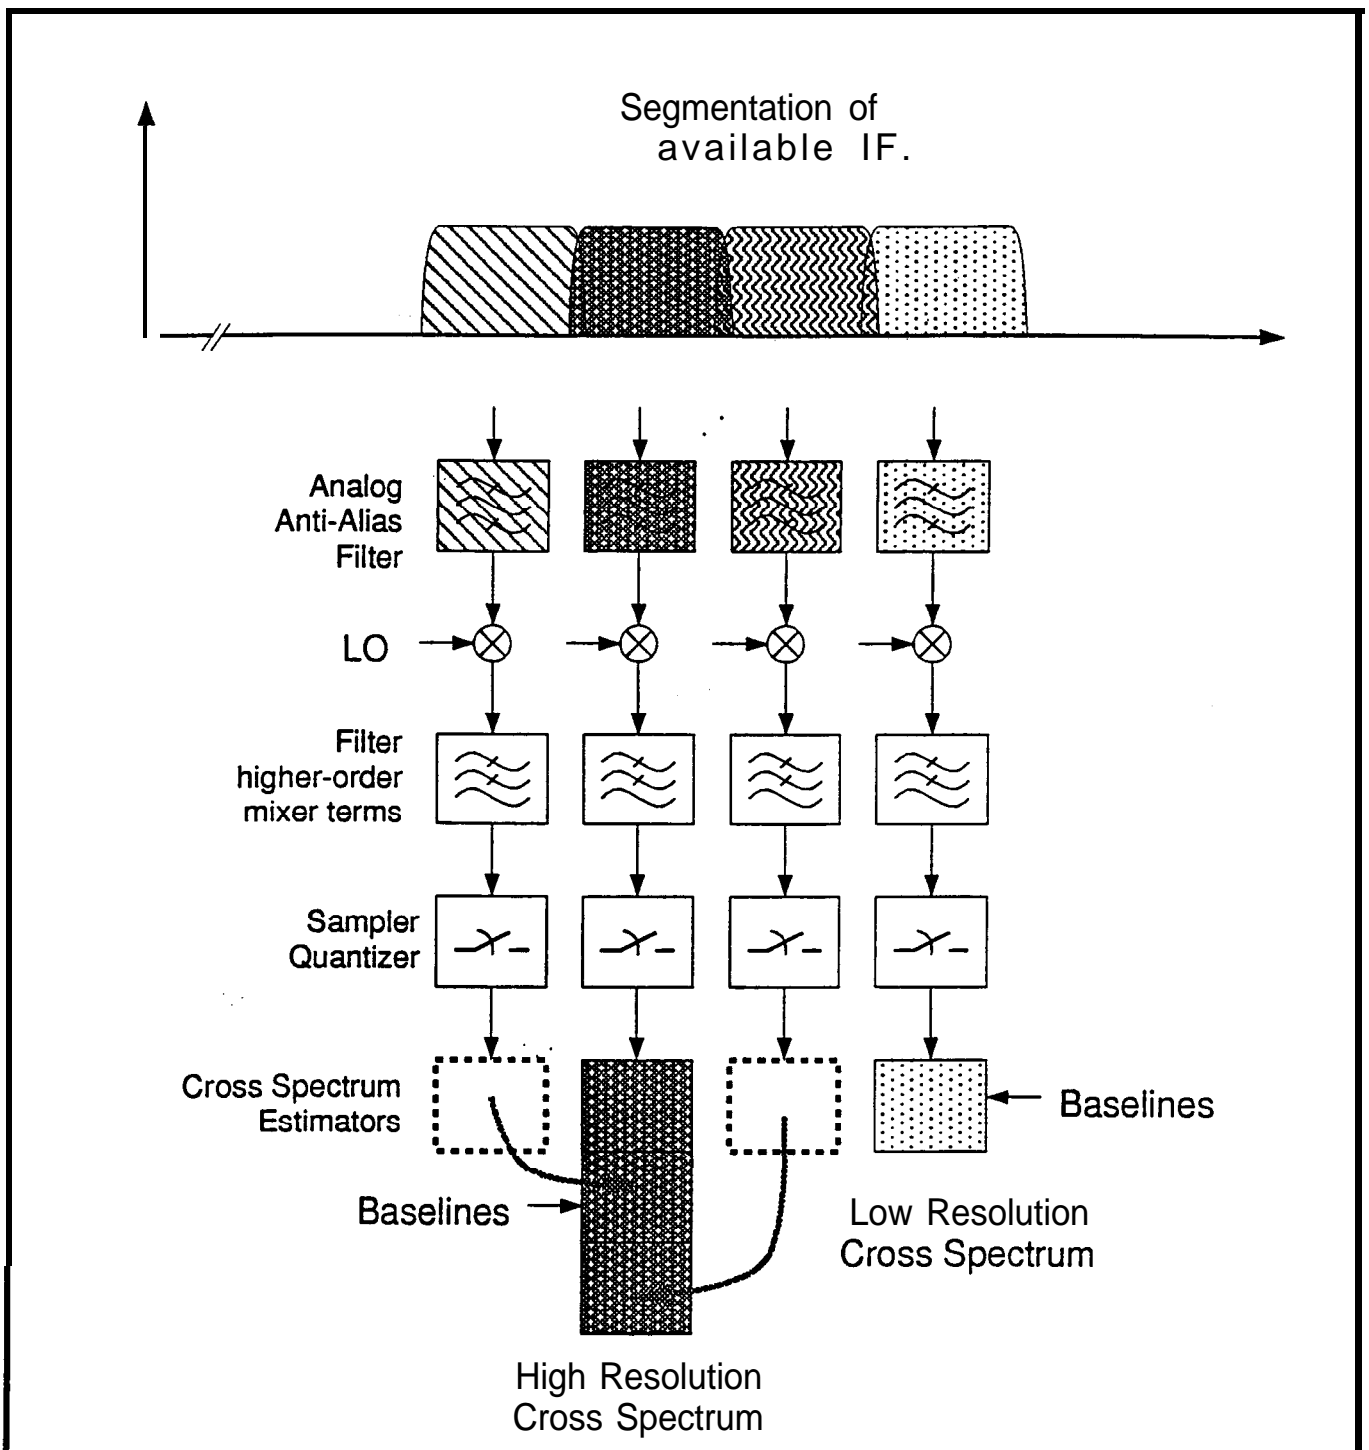 Segmentation of
available IF.
Analog
Anti-Alias
Filter
LO
Filter
higher-order
mixer terms
Sampler
Quantizer
Cross Spectrum
Estimators
Baselines
Baselines
Low Resolution
Cross Spectrum
High Resolution
Cross Spectrum